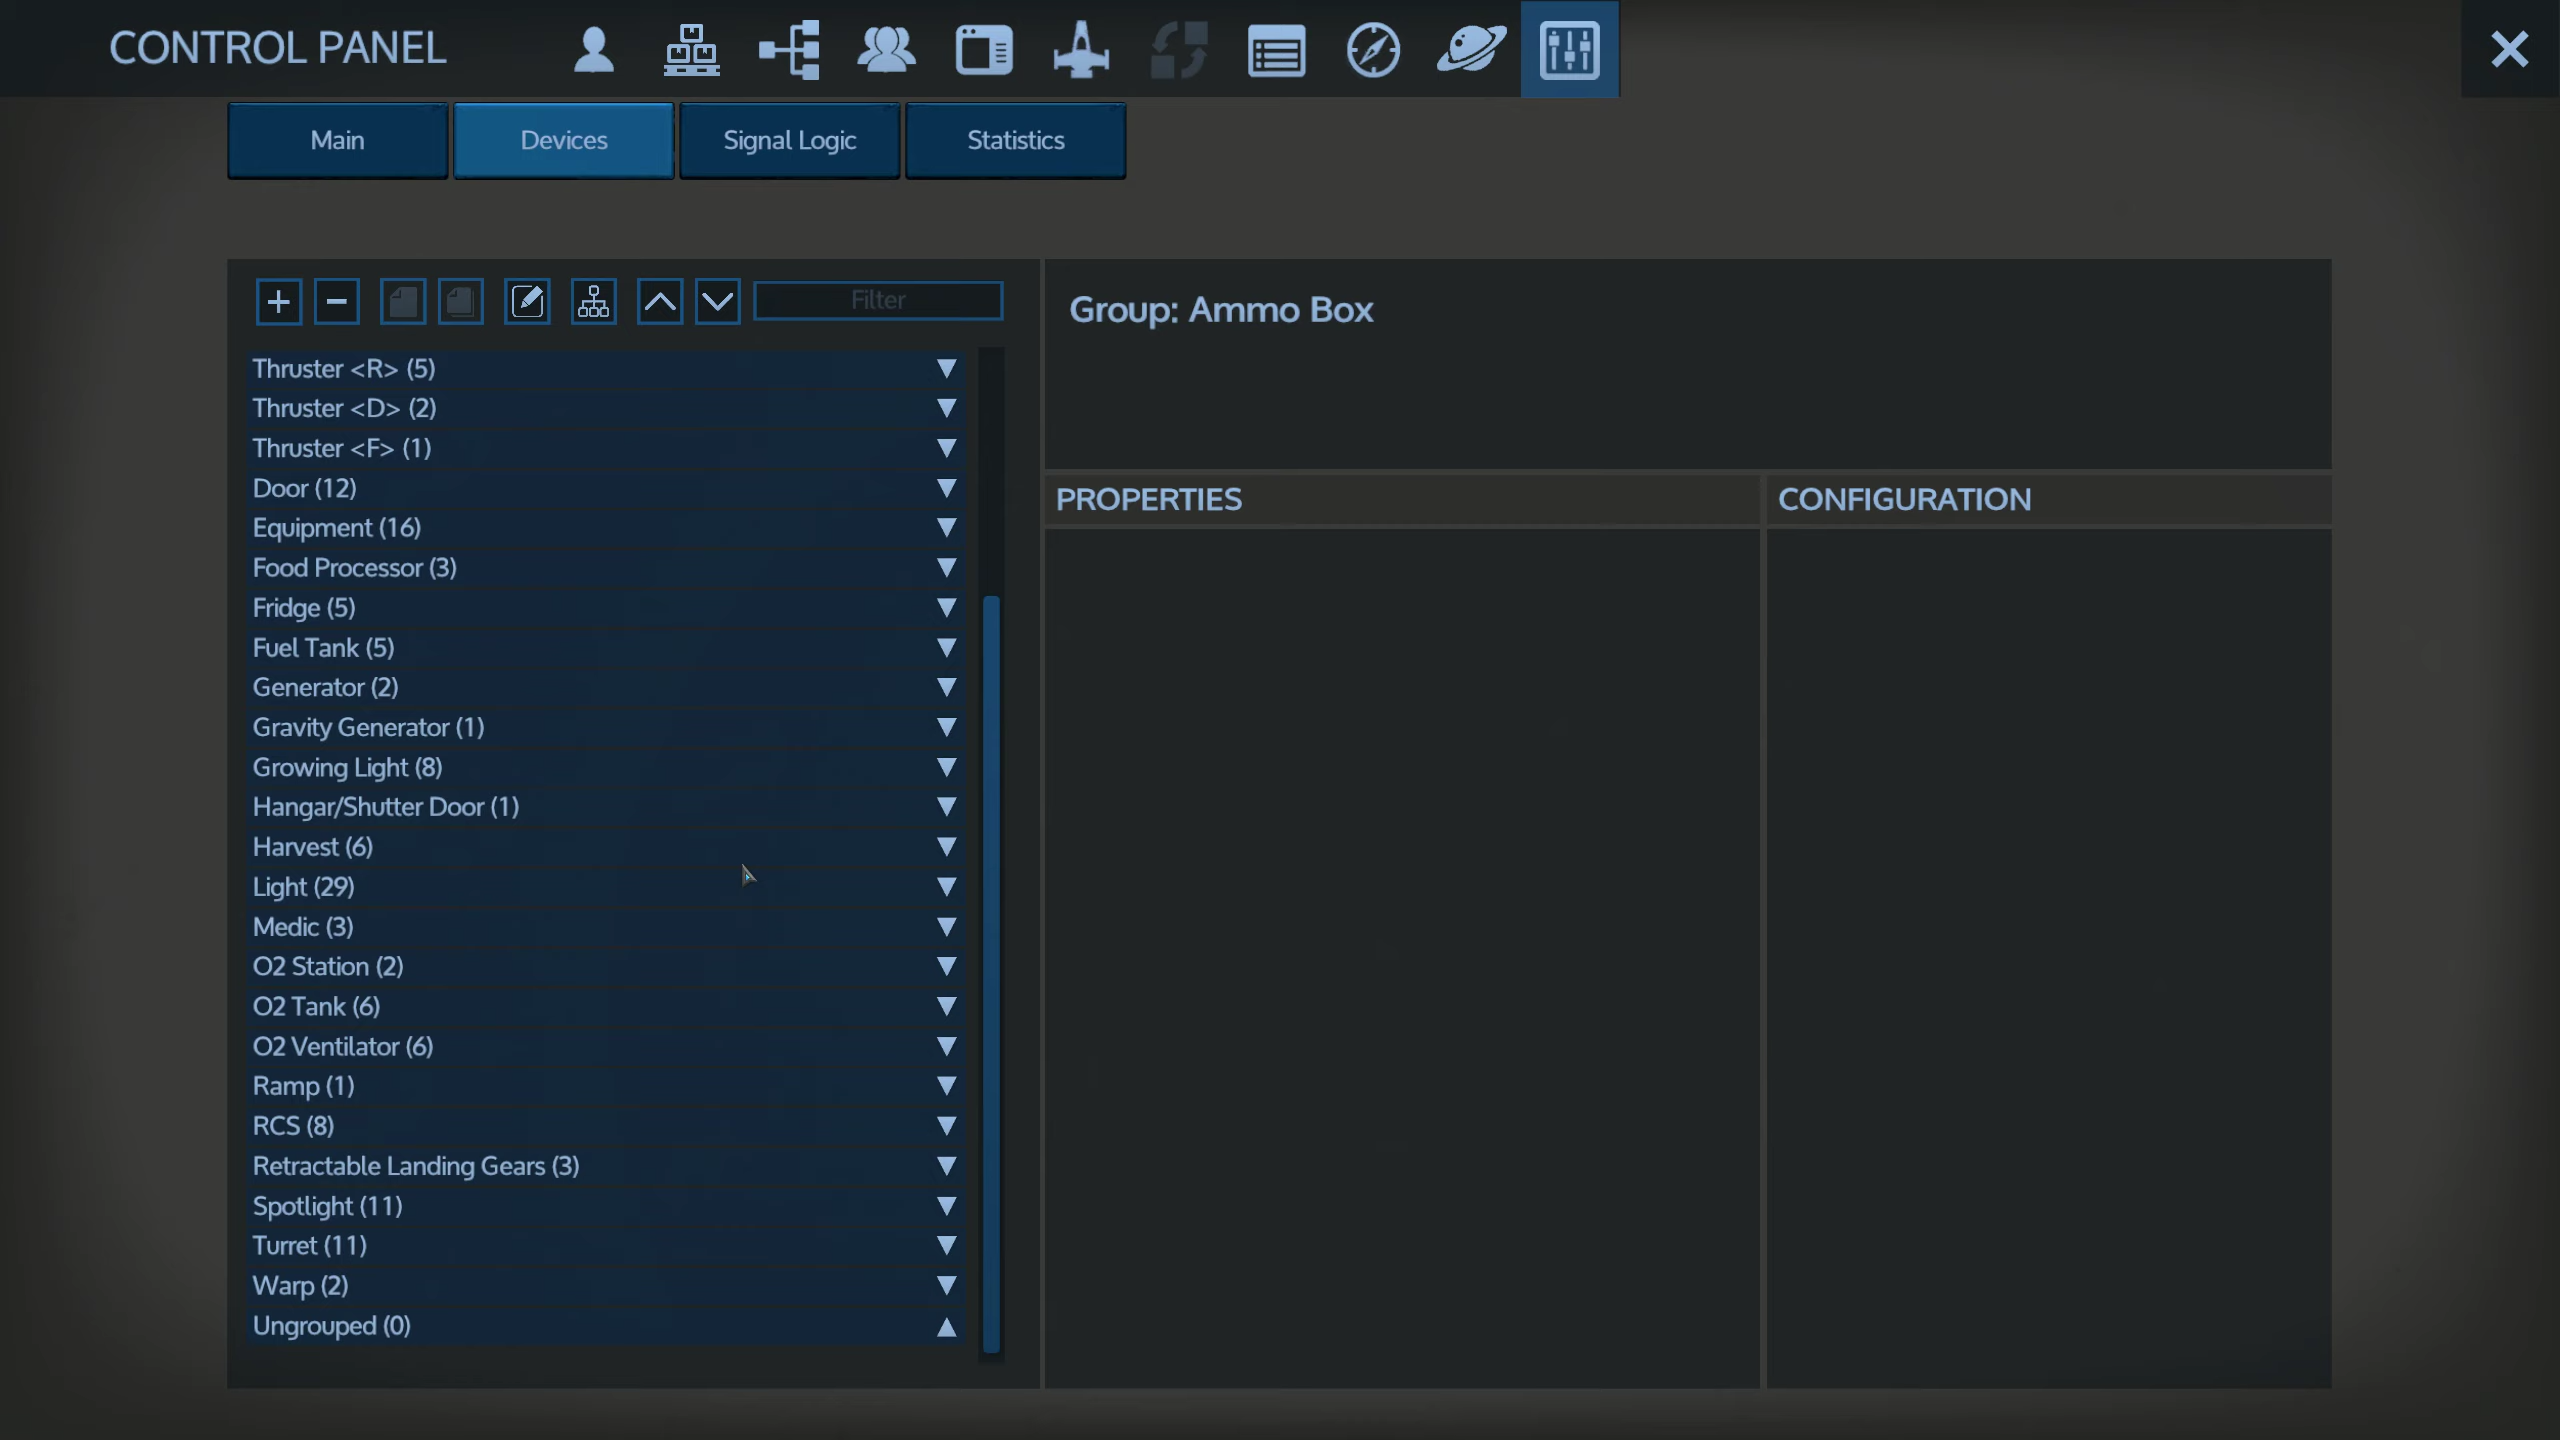 CONTROL PANEL
Main
Devices
Signal Logic
Statistics
Filter
Group: Ammo Box
Thruster <R> (5)
Thruster <D> (2)
Thruster <F> (1)
Door (12)
Equipment (16)
Food Processor (3)
Fridge (5)
Fuel Tank (5)
Generator (2)
Gravity Generator (1)
Growing Light (8)
Hangar/Shutter Door (1)
Harvest (6)
Light (29)
Medic (3)
O2 Station (2)
O2 Tank (6)
O2 Ventilator (6)
Ramp (1)
RCS (8)
Retractable Landing Gears (3)
Spotlight (11)
Turret (11)
Warp (2)
Ungrouped (0)
PROPERTIES
CONFIGURATION